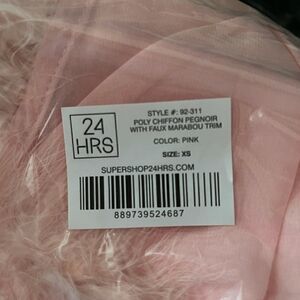 24
HRS
STYLE #: 92-311
POLY CHIFFON PEGNOIR
WITH FAUX MARABOU TRIM
COLOR: PINK
SIZE: XS
SUPERSHOP24HRS.COM
889739524687